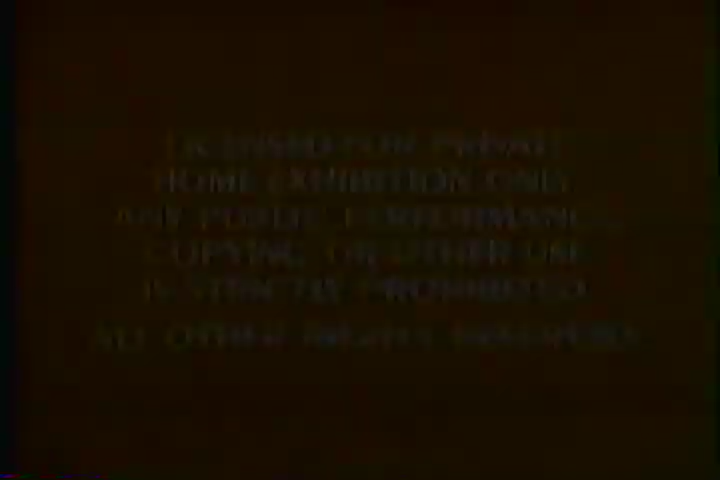 LICENSED FOR PRIVATE
HOME EXHIBITION ONLY
ANY PUBLIC PERFORMANCE,
COPYING, OR OTHER USE
IS STRICTLY PROHIBITED
ALL OTHER RIGHTS RESERVED